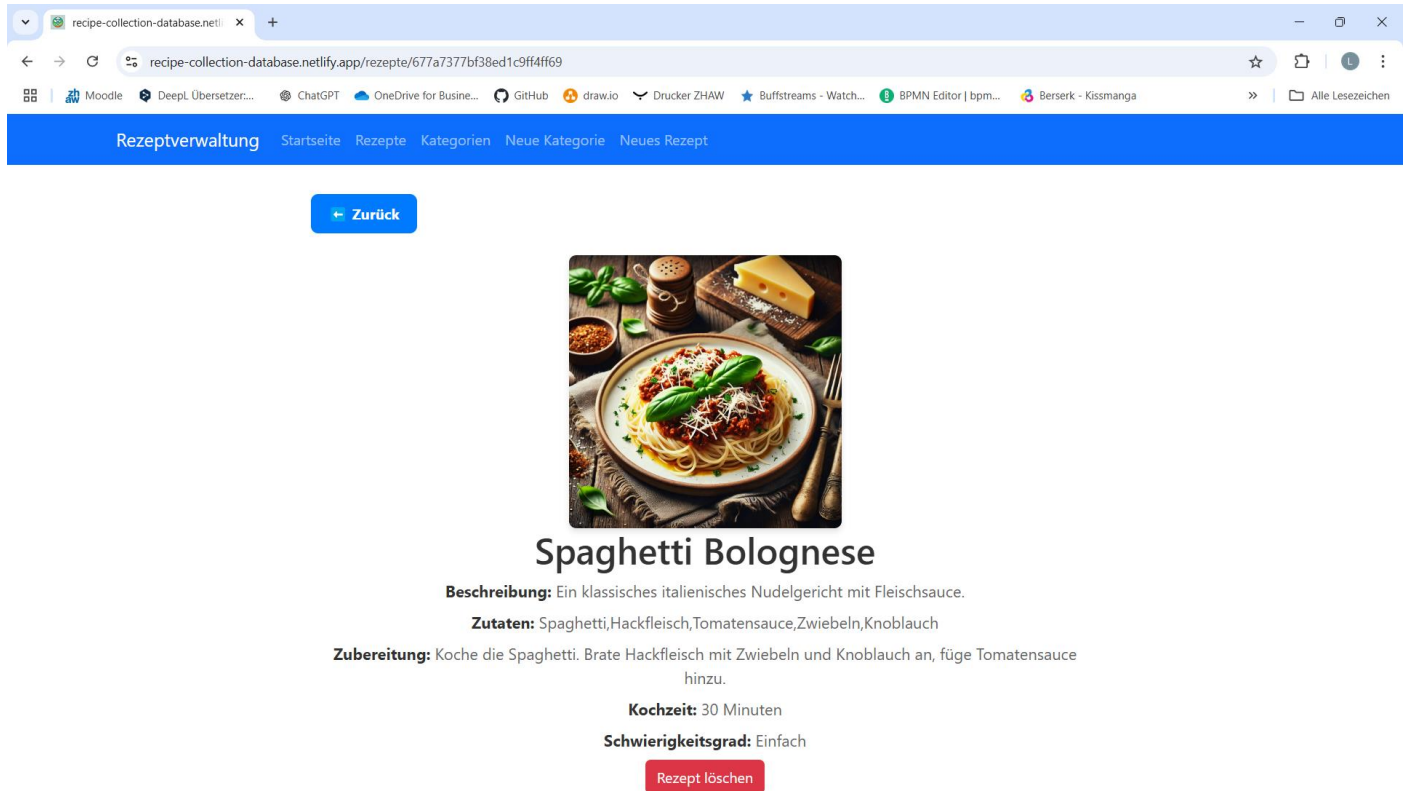 recipe-collection-database.netli
recipe-collection-database.netlify.app/rezepte/677a7377bf38ed1c9ff4ff69
L
Moodle DeepL Übersetzer:... ChatGPT OneDrive for Busine... GitHub draw.io Drucker ZHAW Buffstreams - Watch... BPMN Editor | bpm... Berserk - Kissmanga » Alle Lesezeichen
Rezeptverwaltung Startseite Rezepte Kategorien Neue Kategorie Neues Rezept
Zurück
Spaghetti Bolognese
Beschreibung: Ein klassisches italienisches Nudelgericht mit Fleischsauce.
Zutaten: Spaghetti,Hackfleisch,Tomatensauce,Zwiebeln,Knoblauch
Zubereitung: Koche die Spaghetti. Brate Hackfleisch mit Zwiebeln und Knoblauch an, füge Tomatensauce
hinzu.
Kochzeit: 30 Minuten
Schwierigkeitsgrad: Einfach
Rezept löschen